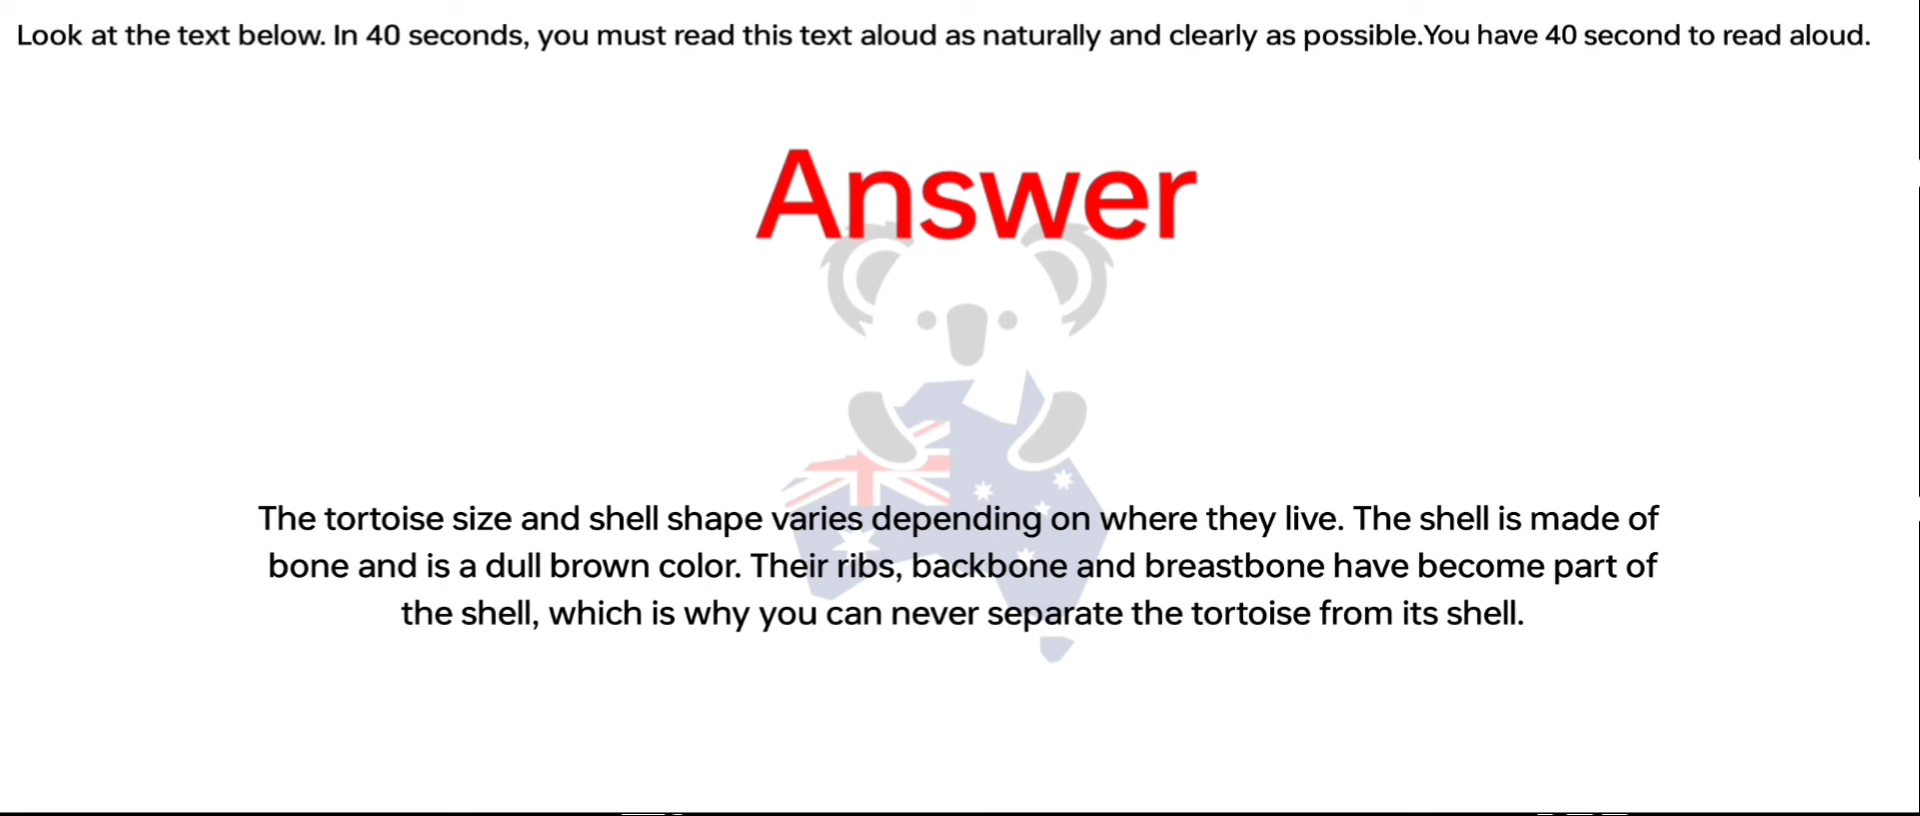 Look at the text below. In 40 seconds, you must read this text aloud as naturally and clearly as possible.You have 40 second to read aloud.
Answer
The tortoise size and shell shape varies depending on where they live. The shell is made of
bone and is a dull brown color. Their ribs, backbone and breastbone have become part of
the shell, which is why you can never separate the tortoise from its shell.